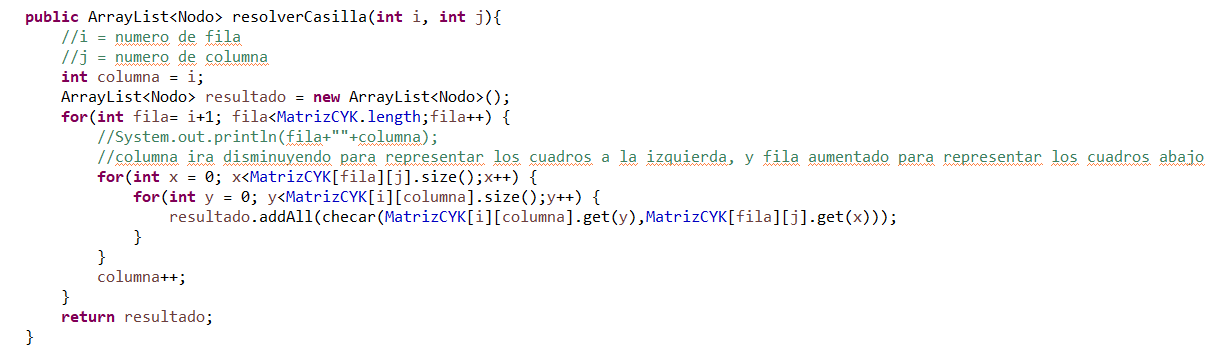 public ArrayList<Nodo> resolverCasilla(int i, int j){
//i = numero de fila
//j = numero de columna
int columna = i;
ArrayList<Nodo> resultado = new ArrayList<Nodo>();
for(int fila= i+1; fila<MatrizCYK.length;fila++) {
//System.out.println(fila+""+columna);
//columna ira disminuyendo para representar los cuadros a la izquierda, y fila aumentado para representar los cuadros abajo
for(int x = 0; x<MatrizCYK[fila][j].size();x++) {
for(int y = 0; y<MatrizCYK[i][columna].size();y++) {
resultado.addAll(checar(MatrizCYK[i][columna].get(y),MatrizCYK[fila][j].get(x)));
}
}
columna++;
}
return resultado;
}